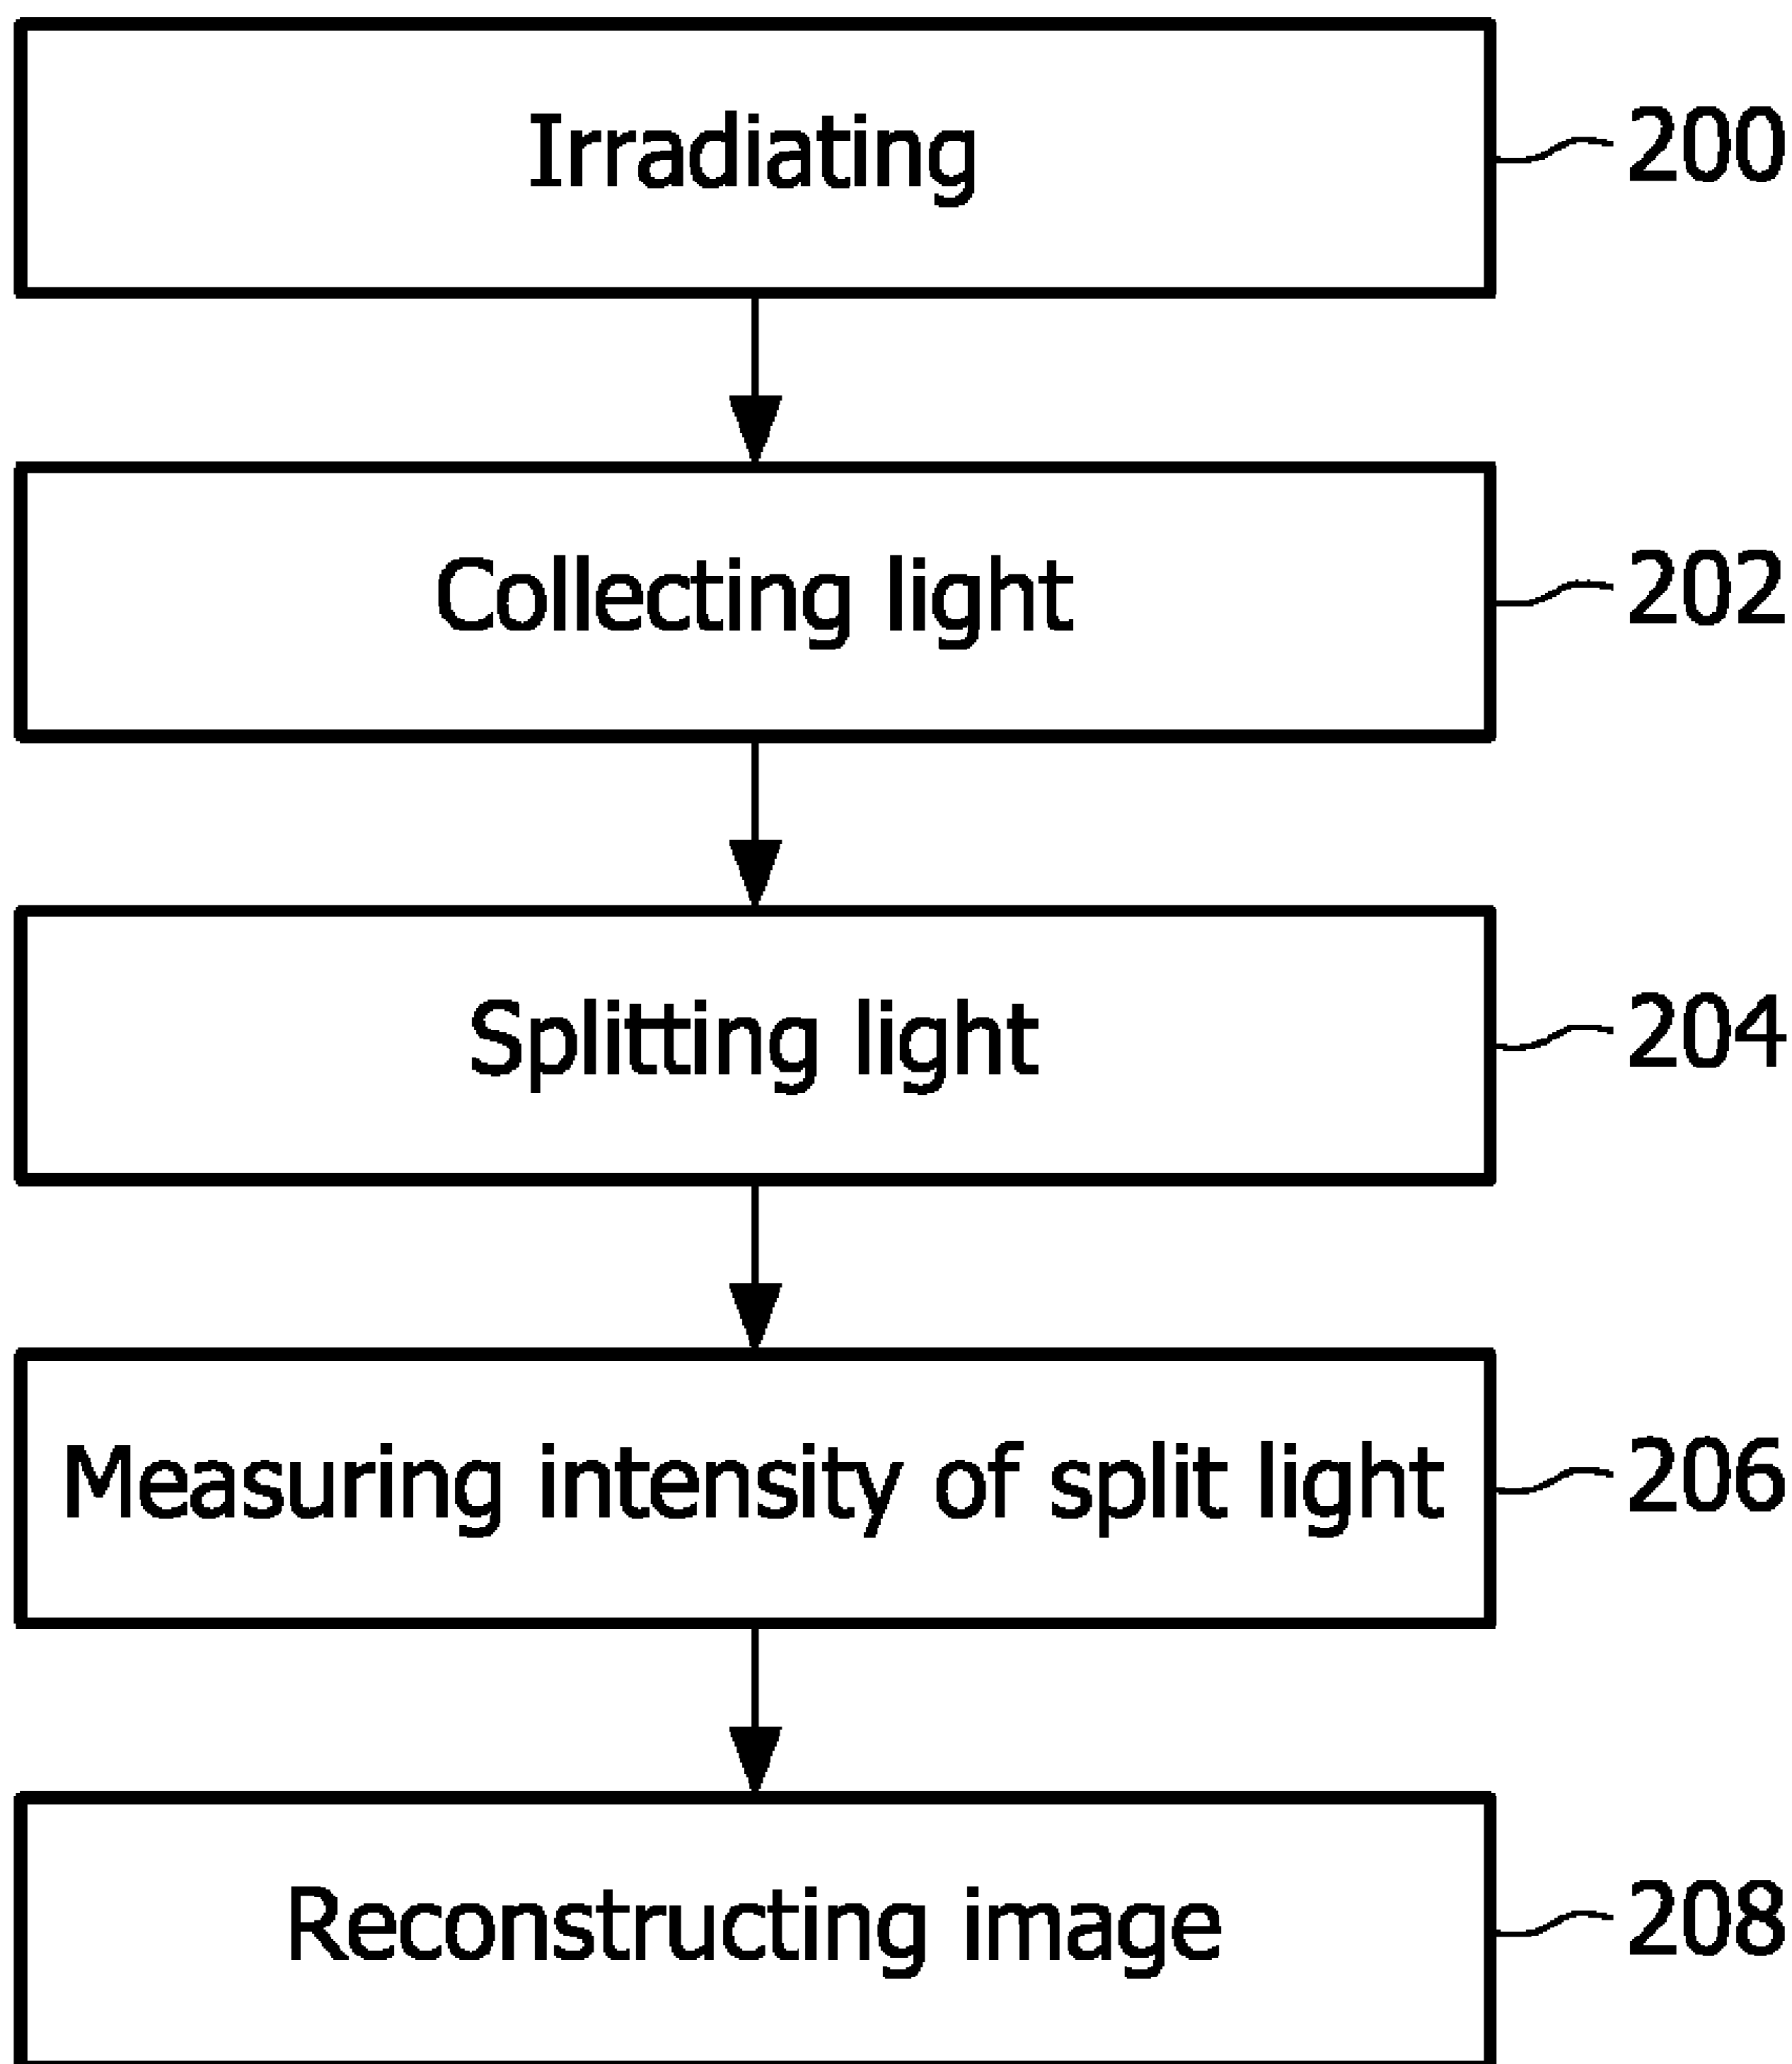 Irradiating 200
Collecting light 202
Splitting light 204
Measuring intensity of split light 206
Reconstructing image 208